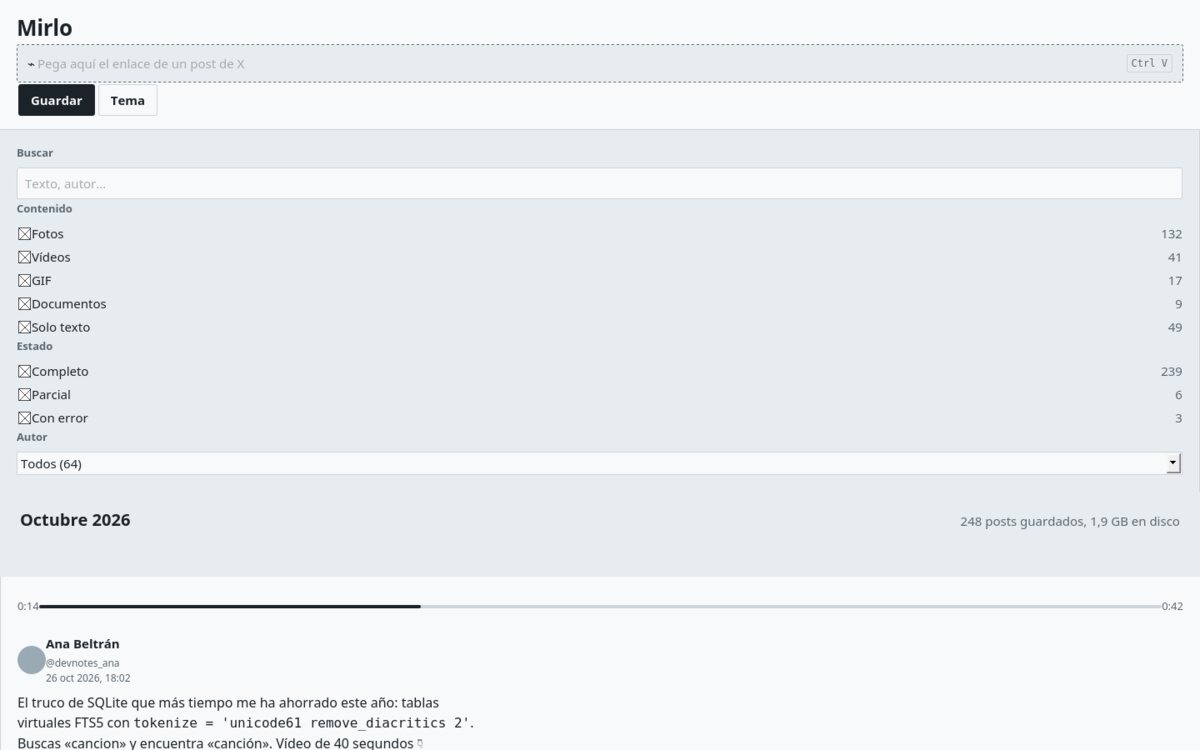 Mirlo
Pega aquí el enlace de un post de X
Ctrl V
Guardar
Tema
Buscar
Texto, autor...
Contenido
Fotos 132
Vídeos 41
GIF 17
Documentos 9
Solo texto 49
Estado
Completo 239
Parcial 6
Con error 3
Autor
Todos (64)
Octubre 2026
248 posts guardados, 1,9 GB en disco
0:14 0:42
Ana Beltrán
@devnotes_ana
26 oct 2026, 18:02
El truco de SQLite que más tiempo me ha ahorrado este año: tablas
virtuales FTS5 con tokenize = 'unicode61 remove_diacritics 2'.
Buscas «cancion» y encuentra «canción». Vídeo de 40 segundos 👇